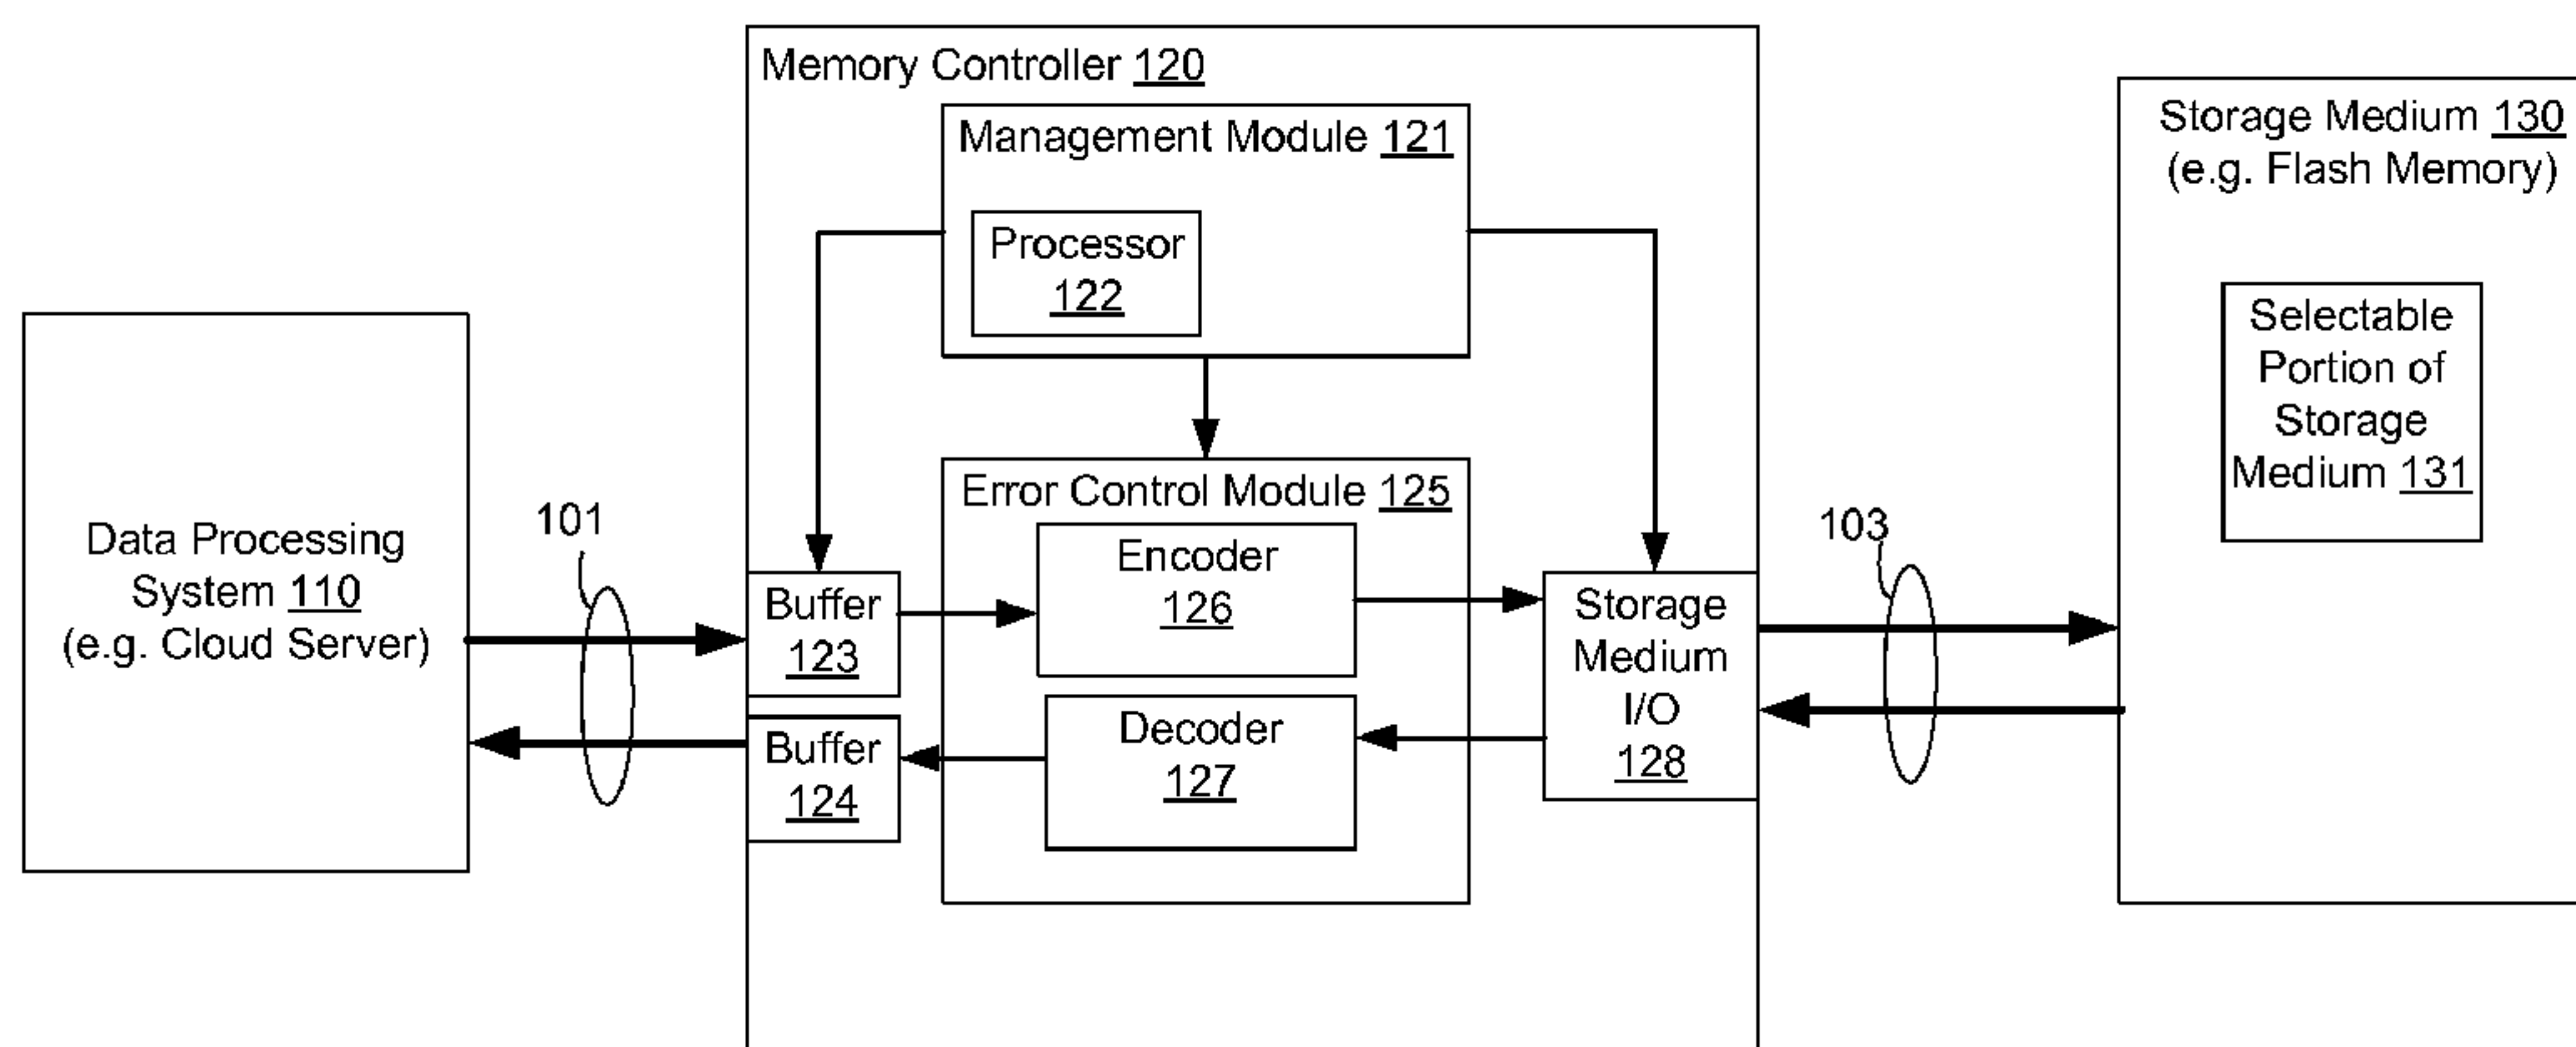 Memory Controller 120
Management Module 121
Processor
122
Storage Medium 130
(e.g. Flash Memory)
Selectable
Portion of
Storage
Medium 131
Data Processing
System 110
(e.g. Cloud Server)
101
Error Control Module 125
Encoder
126
Buffer
123
Buffer
124
Decoder
127
Storage
Medium
I/O
128
103